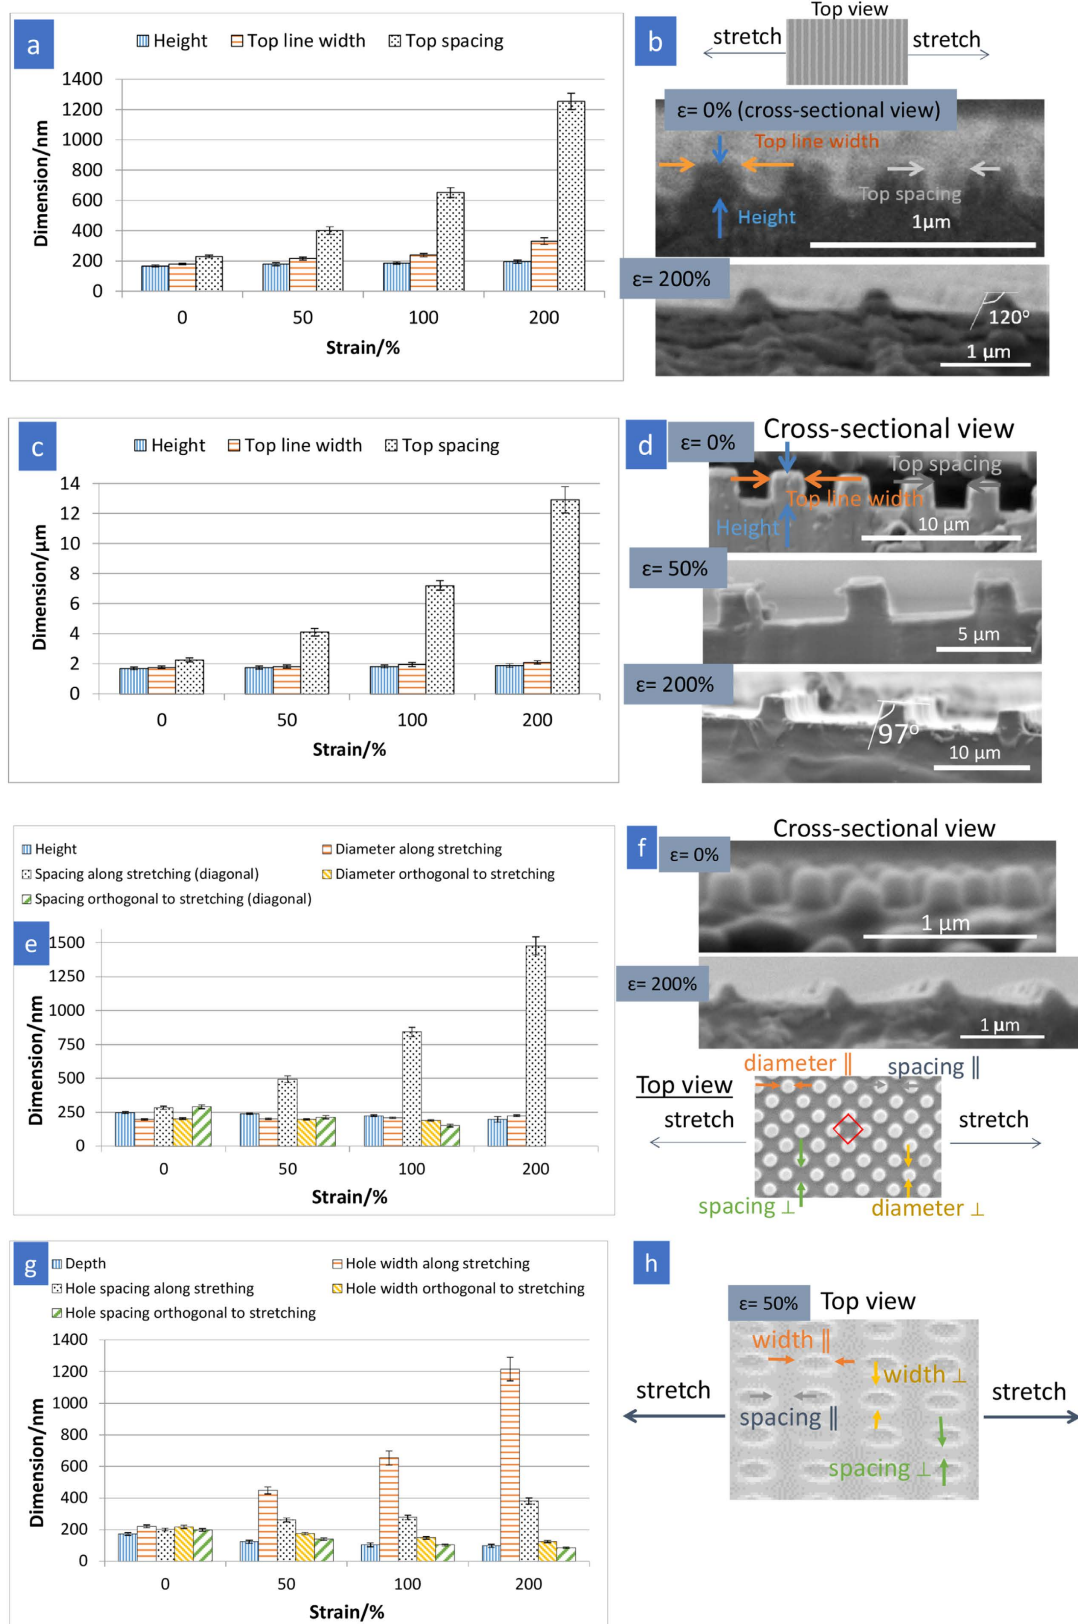 a
Height Top line width Top spacing
Dimension/nm
1400
1200
1000
800
600
400
200
0
0 50 100 200
Strain/%
b
Top view
stretch stretch
ε= 0% (cross-sectional view)
Top line width
Top spacing
Height
1μm
ε= 200%
120°
1 μm
c
Height Top line width Top spacing
Dimension/μm
14
12
10
8
6
4
2
0
0 50 100 200
Strain/%
d
Cross-sectional view
ε= 0%
Top spacing
Top line width
Height
10 μm
ε= 50%
5 μm
ε= 200%
97°
10 μm
e
Height Diameter along stretching
Spacing along stretching (diagonal) Diameter orthogonal to stretching
Spacing orthogonal to stretching (diagonal)
Dimension/nm
1500
1250
1000
750
500
250
0
0 50 100 200
Strain/%
f
Cross-sectional view
ε= 0%
1 μm
ε= 200%
1 μm
diameter ∥ spacing ∥
Top view
stretch stretch
spacing ⊥ diameter ⊥
g
Depth Hole width along stretching
Hole spacing along strething Hole width orthogonal to stretching
Hole spacing orthogonal to stretching
Dimension/nm
1400
1200
1000
800
600
400
200
0
0 50 100 200
Strain/%
h
ε= 50% Top view
width ∥
width ⊥
stretch stretch
spacing ∥
spacing ⊥